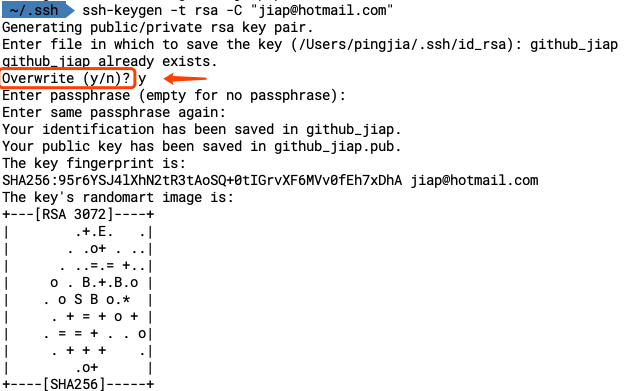 ~/.ssh ssh-keygen -t rsa -C "jiap@hotmail.com"
Generating public/private rsa key pair.
Enter file in which to save the key (/Users/pingjia/.ssh/id_rsa): github_jiap
github_jiap already exists.
Overwrite (y/n)? y
Enter passphrase (empty for no passphrase):
Enter same passphrase again:
Your identification has been saved in github_jiap.
Your public key has been saved in github_jiap.pub.
The key fingerprint is:
SHA256:95r6YSJ4lXhN2tR3tAoSQ+0tIGrvXF6MVv0fEh7xDhA jiap@hotmail.com
The key's randomart image is:
+---[RSA 3072]----+
|        .+.E.   .|
|       . .o+ . ..|
|      . ..=.= +..|
|     o . B.+.B.o |
|    . o S B o.*  |
|     . + = + o + |
|    . = = + . . o|
|     . + + +    .|
|        .o+      |
+----[SHA256]-----+